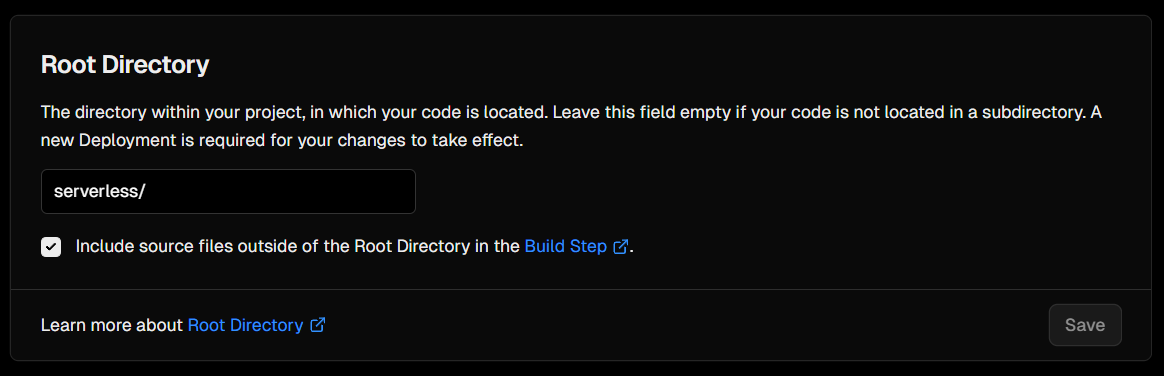 Root Directory
The directory within your project, in which your code is located. Leave this field empty if your code is not located in a subdirectory. A
new Deployment is required for your changes to take effect.
serverless/
Include source files outside of the Root Directory in the Build Step.
Learn more about Root Directory
Save